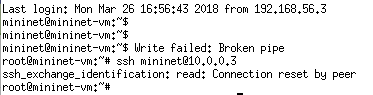 Last login: Mon Mar 26 16:56:43 2018 from 192.168.56.3
mininet@mininet-vm:~$
mininet@mininet-vm:~$
mininet@mininet-vm:~$ Write failed: Broken pipe
root@mininet-vm:~# ssh mininet@10.0.0.3
ssh_exchange_identification: read: Connection reset by peer
root@mininet-vm:~#